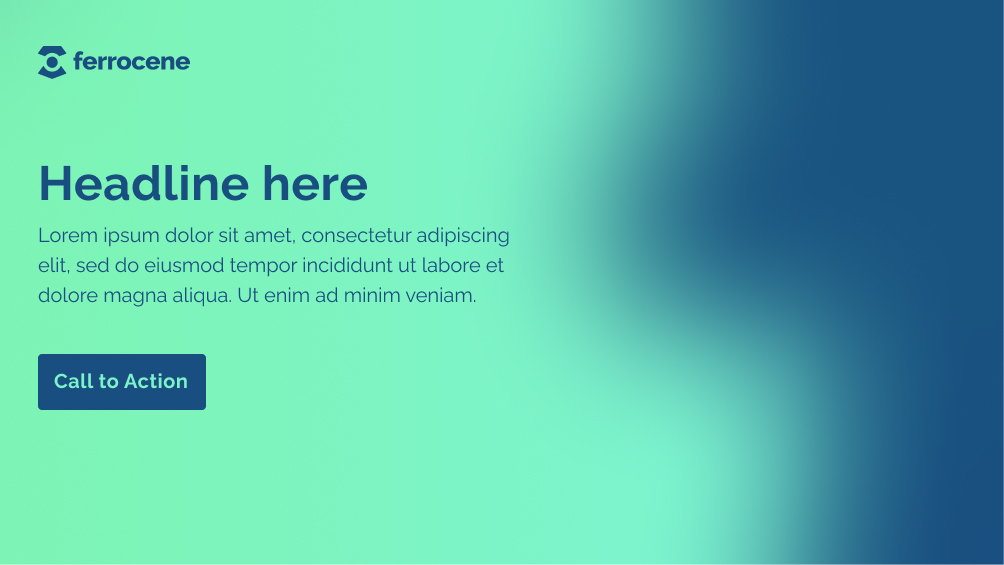 ferrocene
Headline here
Lorem ipsum dolor sit amet, consectetur adipiscing
elit, sed do eiusmod tempor incididunt ut labore et
dolore magna aliqua. Ut enim ad minim veniam.
Call to Action